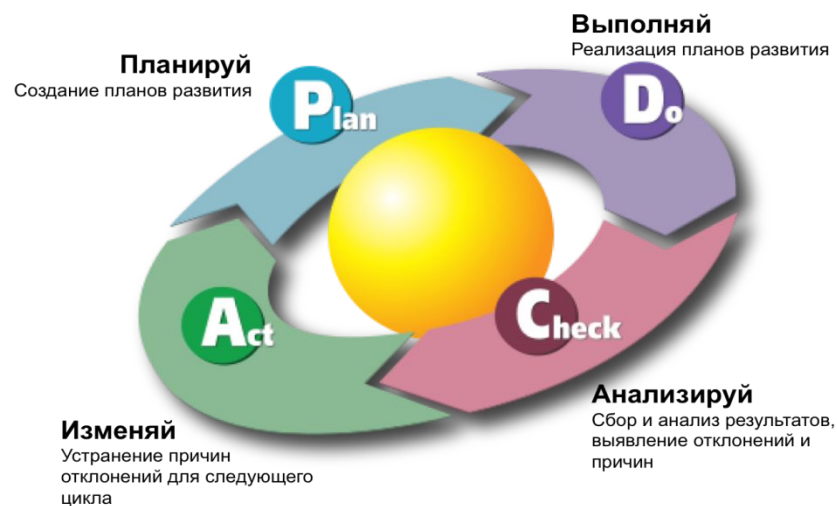 Планируй
Создание планов развития
Plan
Выполняй
Реализация планов развития
Do
Check
Анализируй
Сбор и анализ результатов,
выявление отклонений и
причин
Act
Изменяй
Устранение причин
отклонений для следующего
цикла